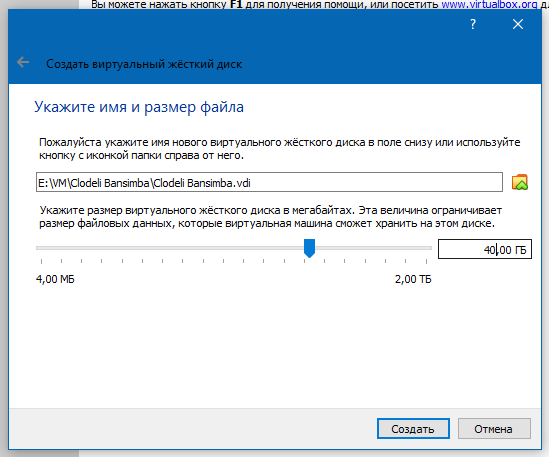 Вы можете нажать кнопку F1 для получения помощи, или посетить www.virtualbox.org дл
?
Создать виртуальный жёсткий диск
Укажите имя и размер файла
Пожалуйста укажите имя нового виртуального жёсткого диска в поле снизу или используйте
кнопку с иконкой папки справа от него.
E:\VM\Clodeli Bansimba\Clodeli Bansimba.vdi
Укажите размер виртуального жёсткого диска в мегабайтах. Эта величина ограничивает
размер файловых данных, которые виртуальная машина сможет хранить на этом диске.
40,00 ГБ
4,00 МБ 2,00 ТБ
Создать Отмена